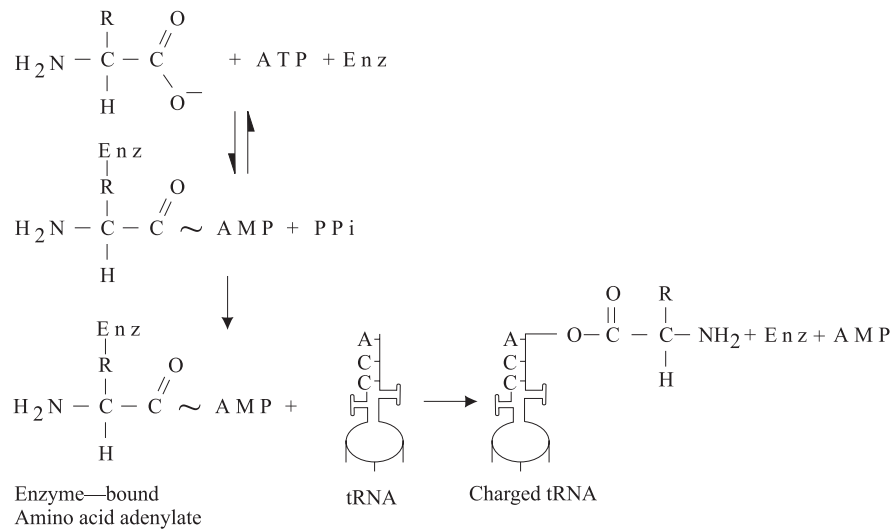 R O
H2N – C – C + ATP + Enz
H O–
Enz
R O
H2N – C – C ~ AMP + PPi
H
Enz
R O
H2N – C – C ~ AMP +
H
A
C
C
A
C
C
O R
O – C – C – NH2 + Enz + AMP
H
Enzyme—bound
Amino acid adenylate
tRNA
Charged tRNA